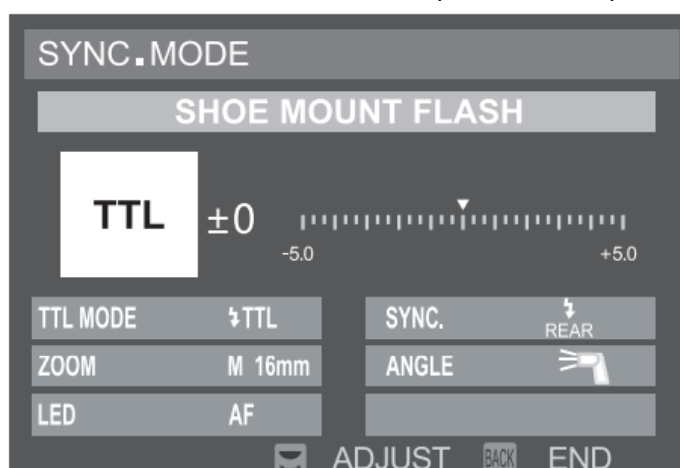 SYNC.MODE
SHOE MOUNT FLASH
TTL ±0
-5.0 +5.0
TTL MODE TTL SYNC. REAR
ZOOM M 16mm ANGLE
LED AF
ADJUST BACK END